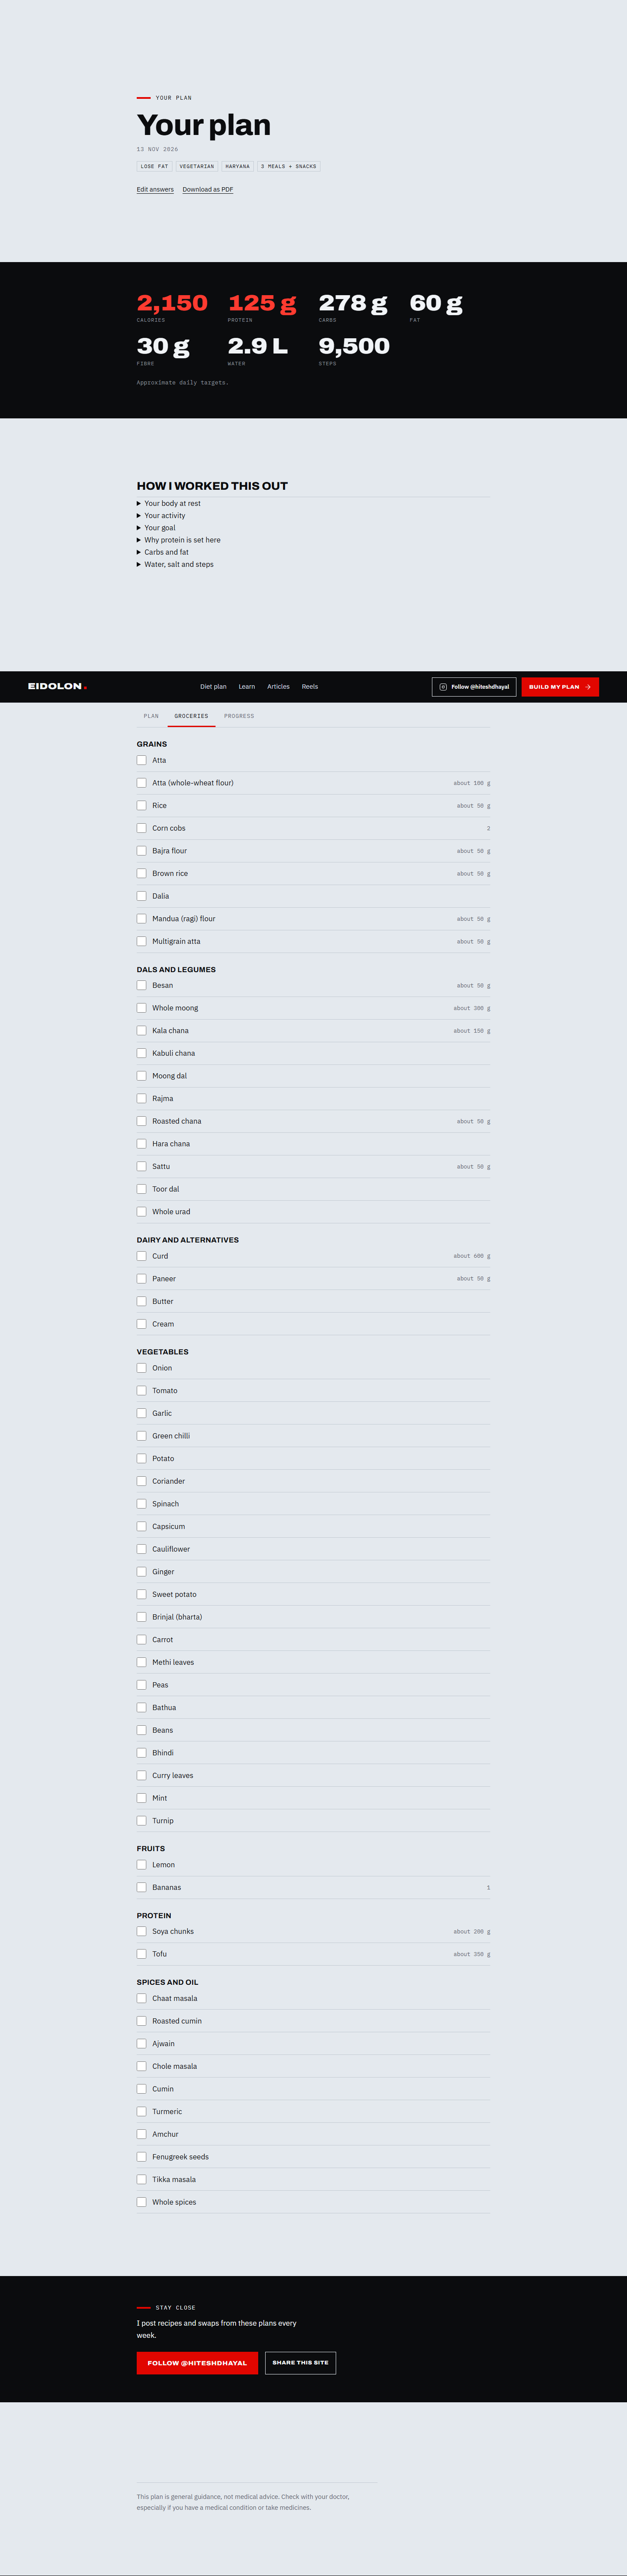 YOUR PLAN
Your plan
13 NOV 2026
LOSE FAT VEGETARIAN HARYANA 3 MEALS + SNACKS
Edit answers Download as PDF
2,150 125 g 278 g 60 g
CALORIES PROTEIN CARBS FAT
30 g 2.9 L 9,500
FIBRE WATER STEPS
Approximate daily targets.
HOW I WORKED THIS OUT
Your body at rest
Your activity
Your goal
Why protein is set here
Carbs and fat
Water, salt and steps
EIDOLON. Diet plan Learn Articles Reels Follow @hiteshdhayal BUILD MY PLAN →
PLAN GROCERIES PROGRESS
GRAINS
Atta
Atta (whole-wheat flour) about 100 g
Rice about 50 g
Corn cobs 2
Bajra flour about 50 g
Brown rice about 50 g
Dalia
Mandua (ragi) flour about 50 g
Multigrain atta about 50 g
DALS AND LEGUMES
Besan about 50 g
Whole moong about 300 g
Kala chana about 150 g
Kabuli chana
Moong dal
Rajma
Roasted chana about 50 g
Hara chana
Sattu about 50 g
Toor dal
Whole urad
DAIRY AND ALTERNATIVES
Curd about 600 g
Paneer about 50 g
Butter
Cream
VEGETABLES
Onion
Tomato
Garlic
Green chilli
Potato
Coriander
Spinach
Capsicum
Cauliflower
Ginger
Sweet potato
Brinjal (bharta)
Carrot
Methi leaves
Peas
Bathua
Beans
Bhindi
Curry leaves
Mint
Turnip
FRUITS
Lemon
Bananas 1
PROTEIN
Soya chunks about 200 g
Tofu about 350 g
SPICES AND OIL
Chaat masala
Roasted cumin
Ajwain
Chole masala
Cumin
Turmeric
Amchur
Fenugreek seeds
Tikka masala
Whole spices
STAY CLOSE
I post recipes and swaps from these plans every
week.
FOLLOW @HITESHDHAYAL SHARE THIS SITE
This plan is general guidance, not medical advice. Check with your doctor,
especially if you have a medical condition or take medicines.